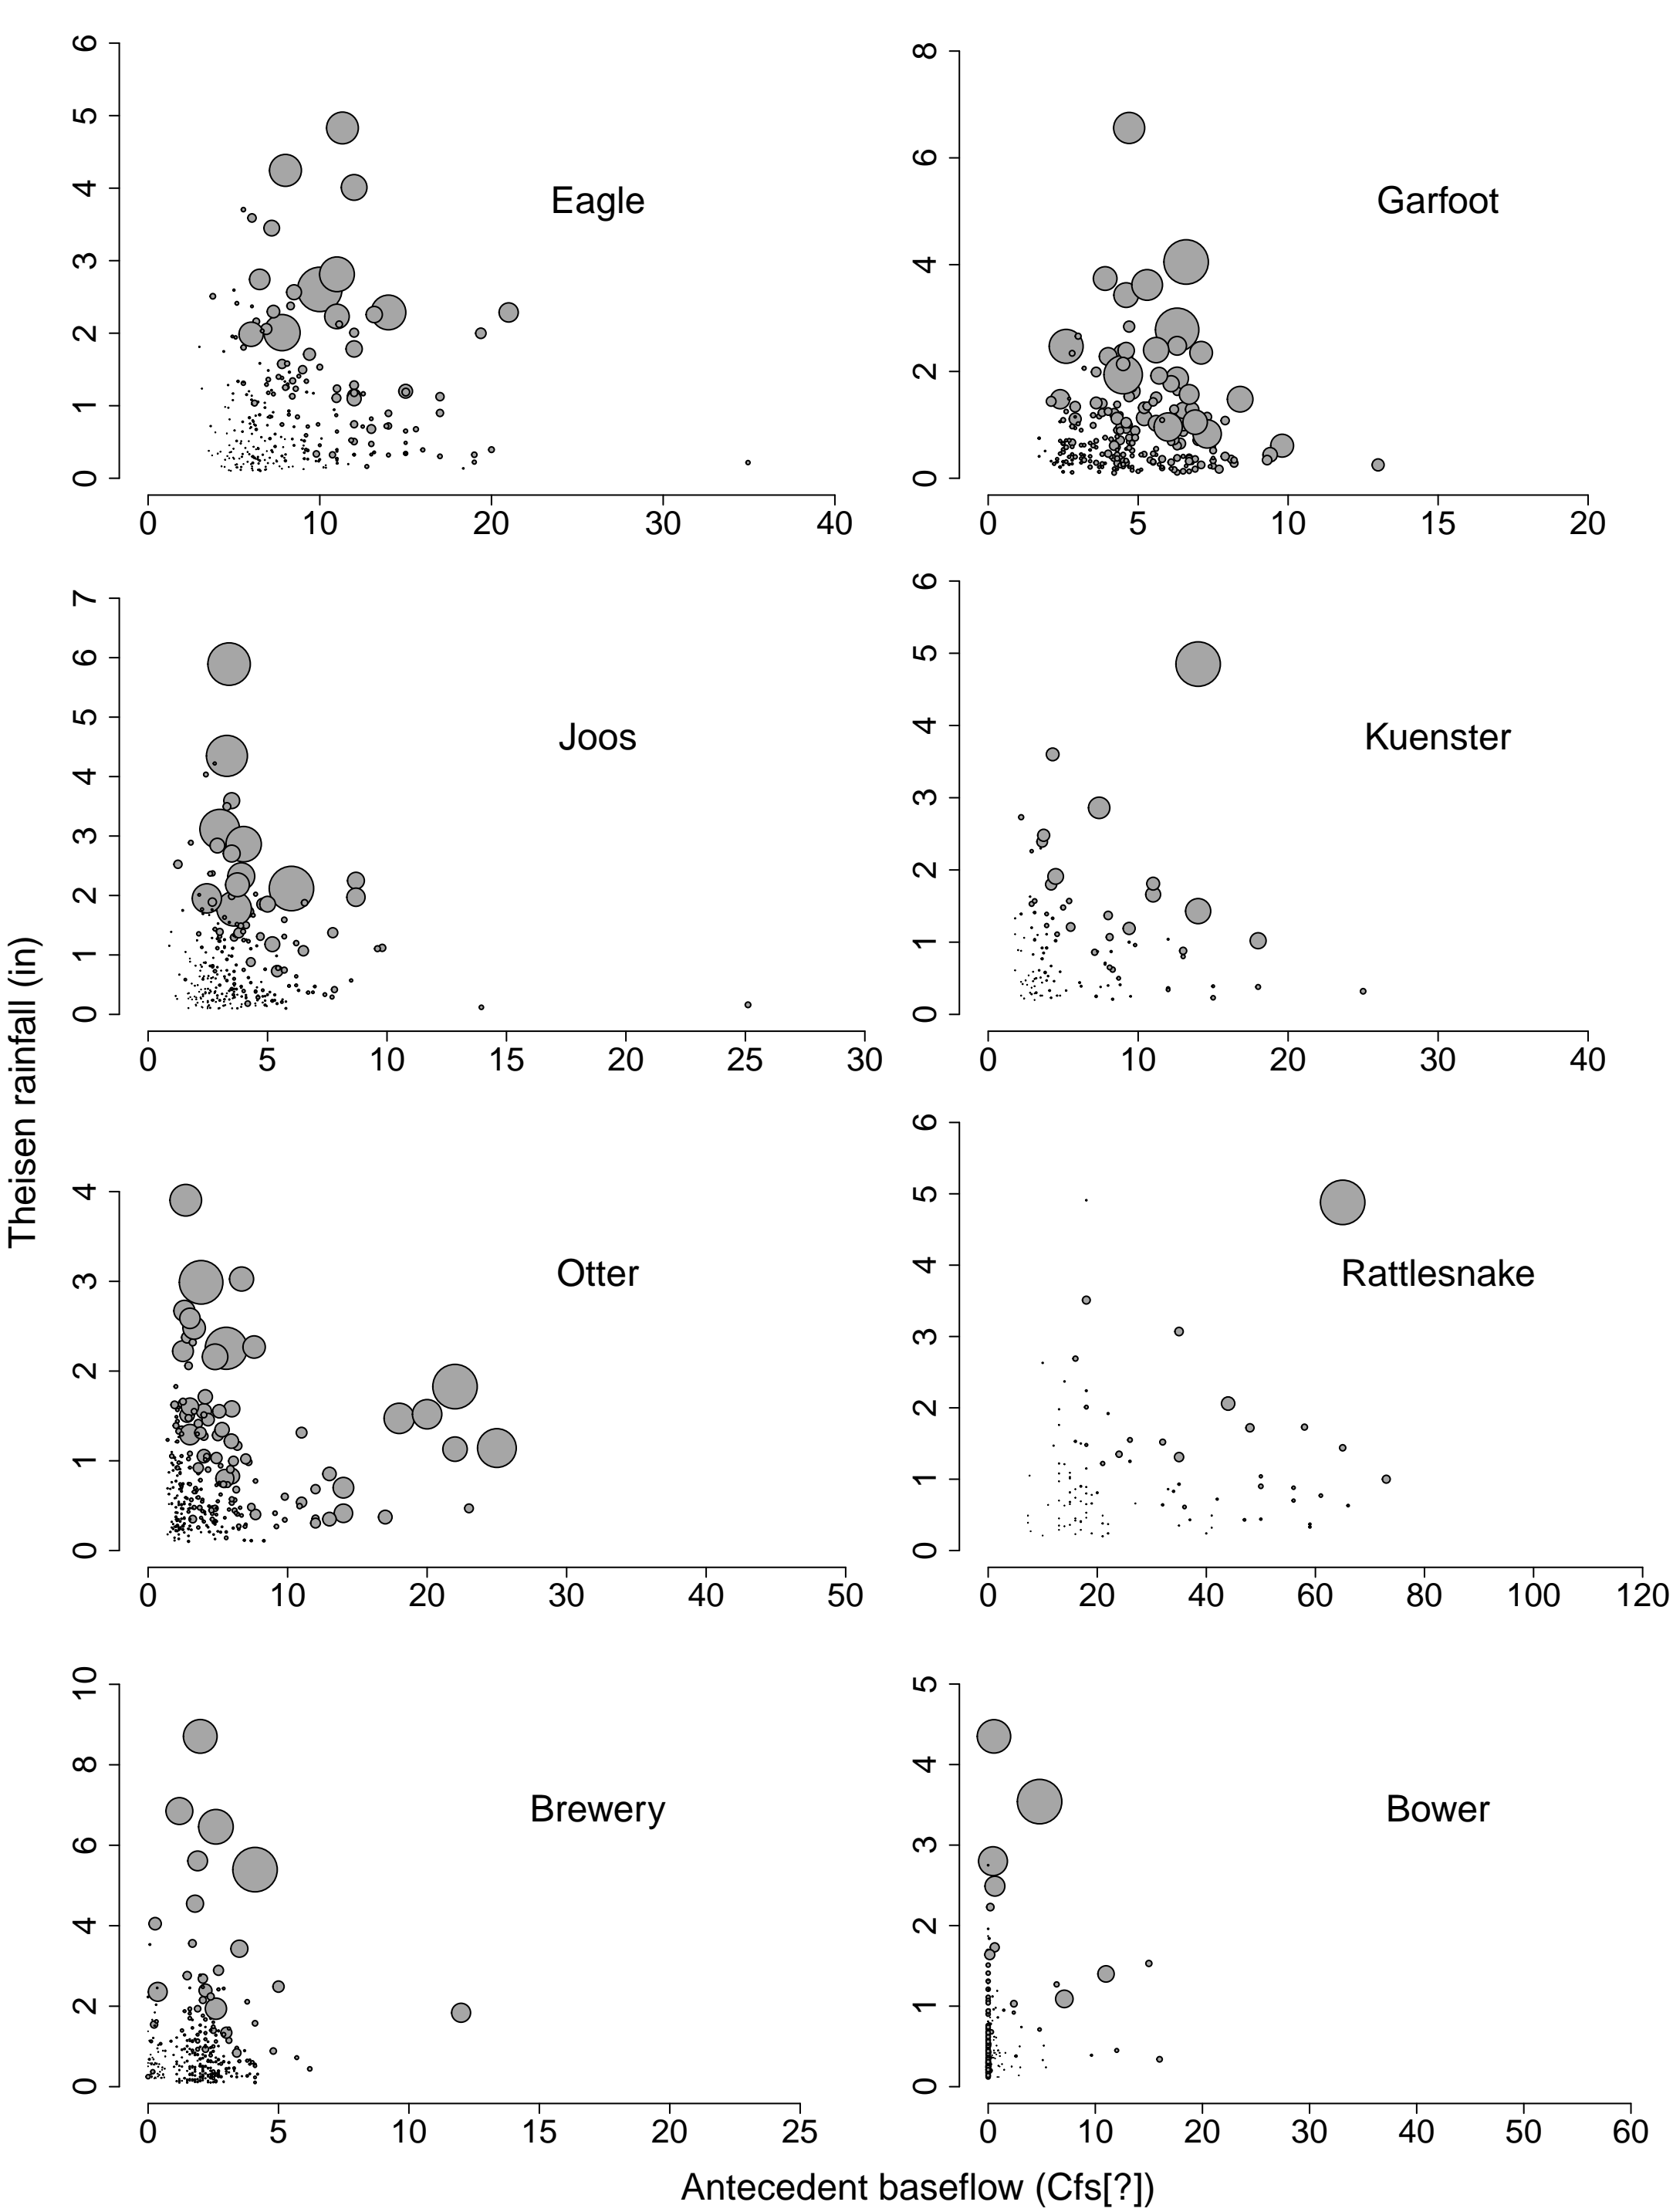 Theisen rainfall (in)
Eagle
0 1 2 3 4 5 6
0 10 20 30 40
Garfoot
0 2 4 6 8
0 5 10 15 20
Joos
0 1 2 3 4 5 6 7
0 5 10 15 20 25 30
Kuenster
0 1 2 3 4 5 6
0 10 20 30 40
Otter
0 1 2 3 4
0 10 20 30 40 50
Rattlesnake
0 1 2 3 4 5 6
0 20 40 60 80 100 120
Brewery
0 2 4 6 8 10
0 5 10 15 20 25
Bower
0 1 2 3 4 5
0 10 20 30 40 50 60
Antecedent baseflow (Cfs[?])